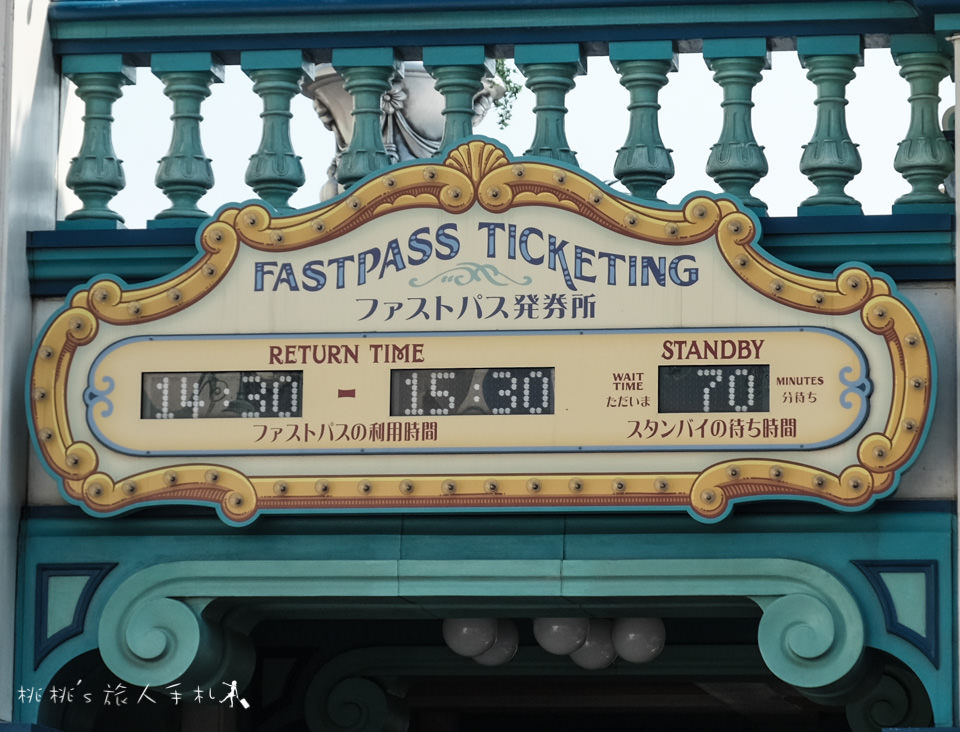 FASTPASS TICKETING
ファストパス発券所
RETURN TIME
14:30 - 15:30
ファストパスの利用時間
STANDBY
WAIT
TIME
ただいま
70
MINUTES
分待ち
スタンバイの待ち時間
桃桃's 旅人手札